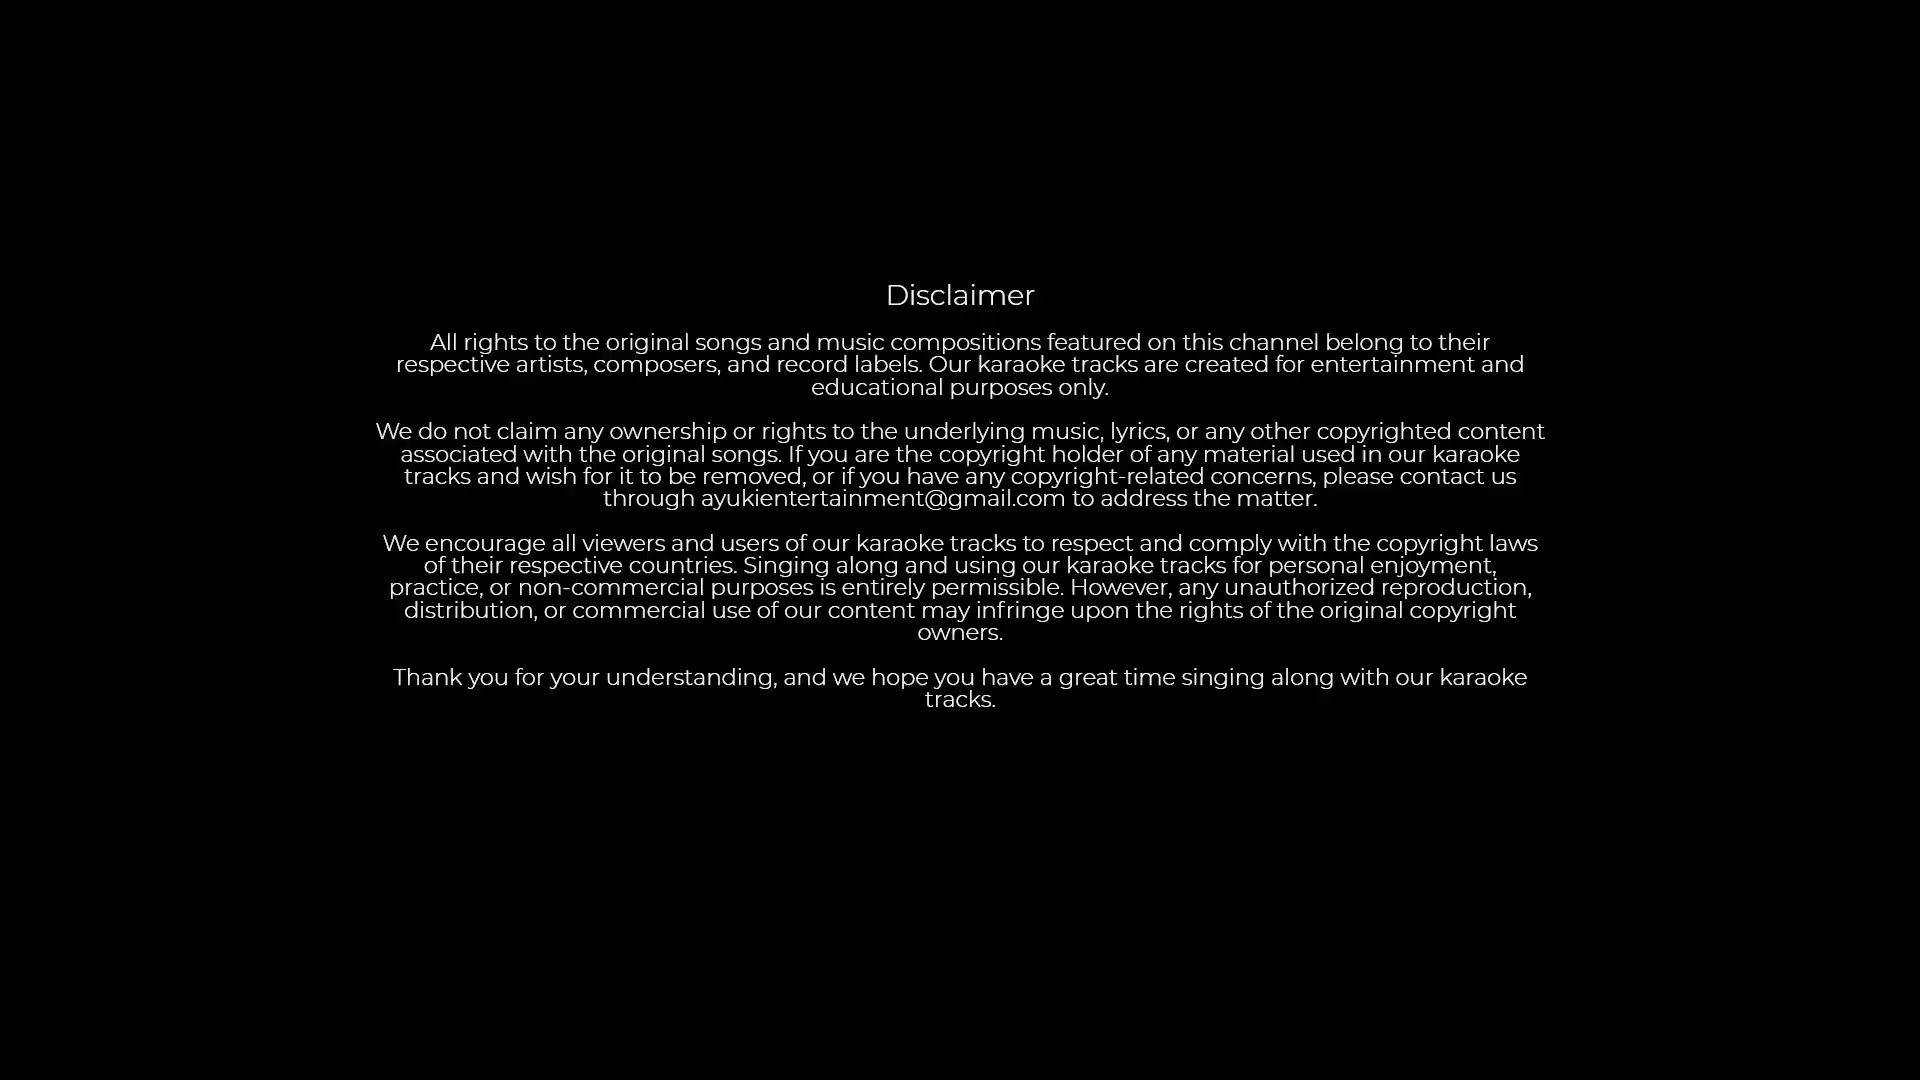 Disclaimer
All rights to the original songs and music compositions featured on this channel belong to their
respective artists, composers, and record labels. Our karaoke tracks are created for entertainment and
educational purposes only.
We do not claim any ownership or rights to the underlying music, lyrics, or any other copyrighted content
associated with the original songs. If you are the copyright holder of any material used in our karaoke
tracks and wish for it to be removed, or if you have any copyright-related concerns, please contact us
through ayukientertainment@gmail.com to address the matter.
We encourage all viewers and users of our karaoke tracks to respect and comply with the copyright laws
of their respective countries. Singing along and using our karaoke tracks for personal enjoyment,
practice, or non-commercial purposes is entirely permissible. However, any unauthorized reproduction,
distribution, or commercial use of our content may infringe upon the rights of the original copyright
owners.
Thank you for your understanding, and we hope you have a great time singing along with our karaoke
tracks.